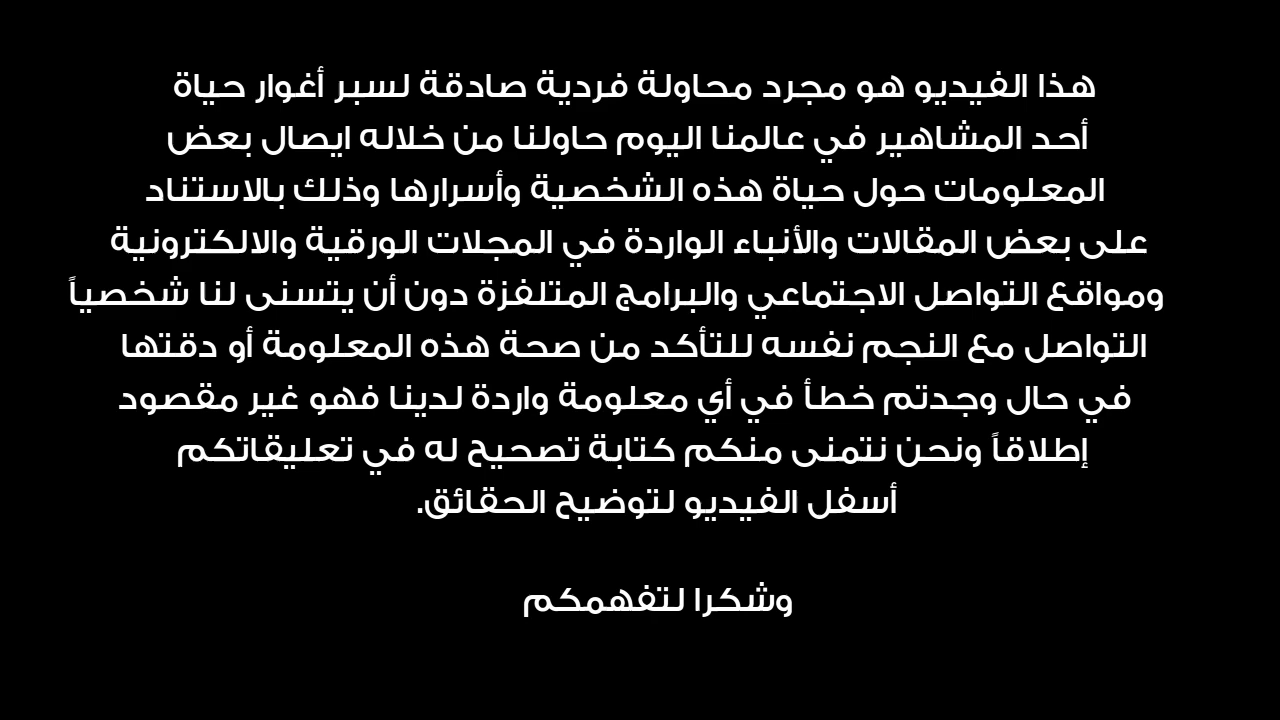 هذا الفيديو هو مجرد محاولة فردية صادقة لسبر أغوار حياة
أحد المشاهير في عالمنا اليوم حاولنا من خلاله ايصال بعض
المعلومات حول حياة هذه الشخصية وأسرارها وذلك بالاستناد
على بعض المقالات والأنباء الواردة في المجلات الورقية والالكترونية
ومواقع التواصل الاجتماعي والبرامج المتلفزة دون أن يتسنى لنا شخصياً
التواصل مع النجم نفسه للتأكد من صحة هذه المعلومة أو دقتها
في حال وجدتم خطأ في أي معلومة واردة لدينا فهو غير مقصود
إطلاقاً ونحن نتمنى منكم كتابة تصحيح له في تعليقاتكم
أسفل الفيديو لتوضيح الحقائق.
وشكرا لتفهمكم